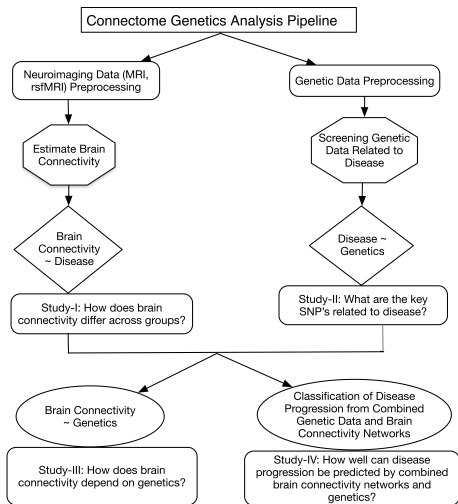 Connectome Genetics Analysis Pipeline
Neuroimaging Data (MRI,
rsfMRI) Preprocessing
Genetic Data Preprocessing
Estimate Brain
Connectivity
Screening Genetic
Data Related to
Disease
Brain
Connectivity
~ Disease
Disease ~
Genetics
Study-I: How does brain
connectivity differ across groups?
Study-II: What are the key
SNP's related to disease?
Brain Connectivity
~ Genetics
Classification of Disease
Progression from Combined
Genetic Data and Brain
Connectivity Networks
Study-III: How does brain
connectivity depend on genetics?
Study-IV: How well can disease
progression be predicted by combined
brain connectivity networks and
genetics?